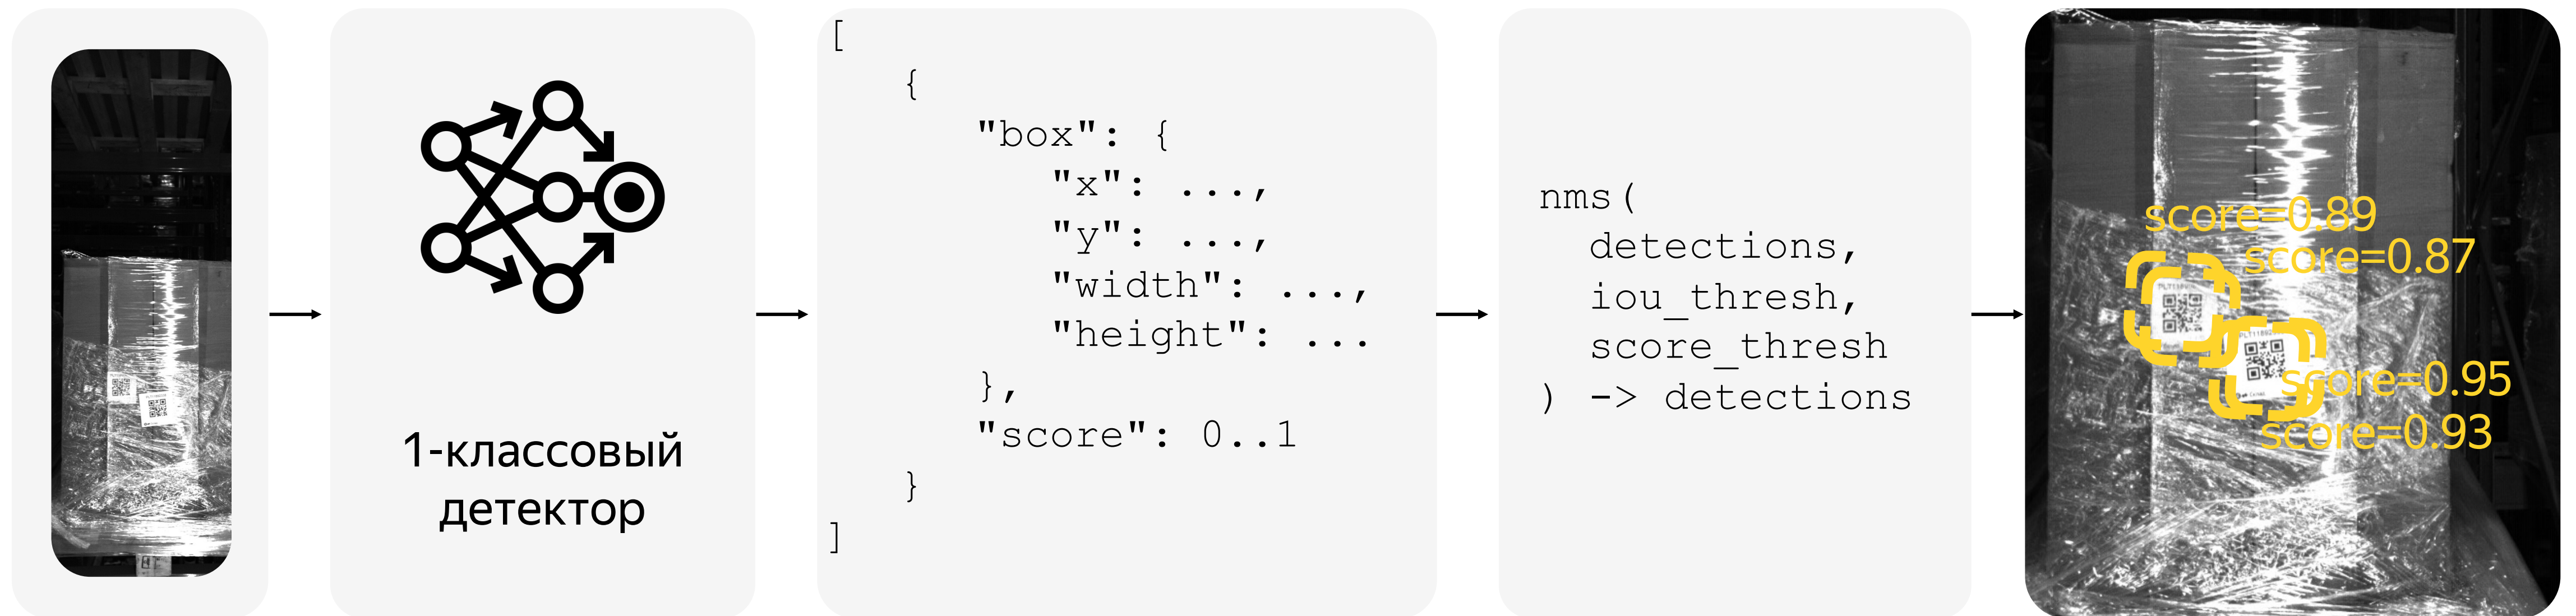 1-классовый
детектор
[
{
"box": {
"x": ...,
"y": ...,
"width": ...,
"height": ...
},
"score": 0..1
}
]
nms(
detections,
iou_thresh,
score_thresh
) -> detections
score=0.89
score=0.87
score=0.95
score=0.93